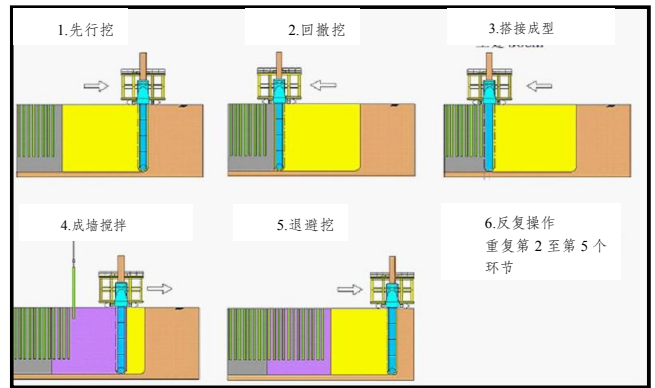 1.先行挖
2.回撤挖
3.搭接成型
4.成墙搅拌
5.退避挖
6.反复操作
重复第 2 至第 5 个
环节